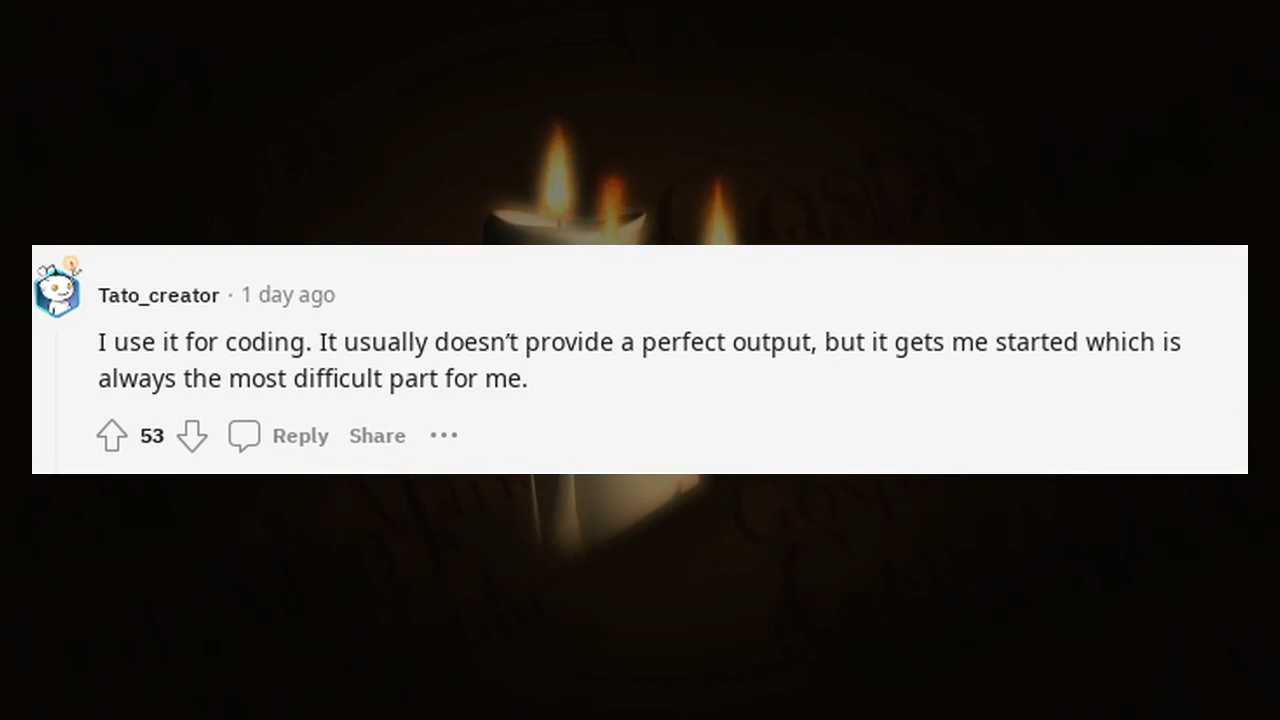 Tato_creator · 1 day ago
I use it for coding. It usually doesn’t provide a perfect output, but it gets me started which is
always the most difficult part for me.
53 Reply Share •••